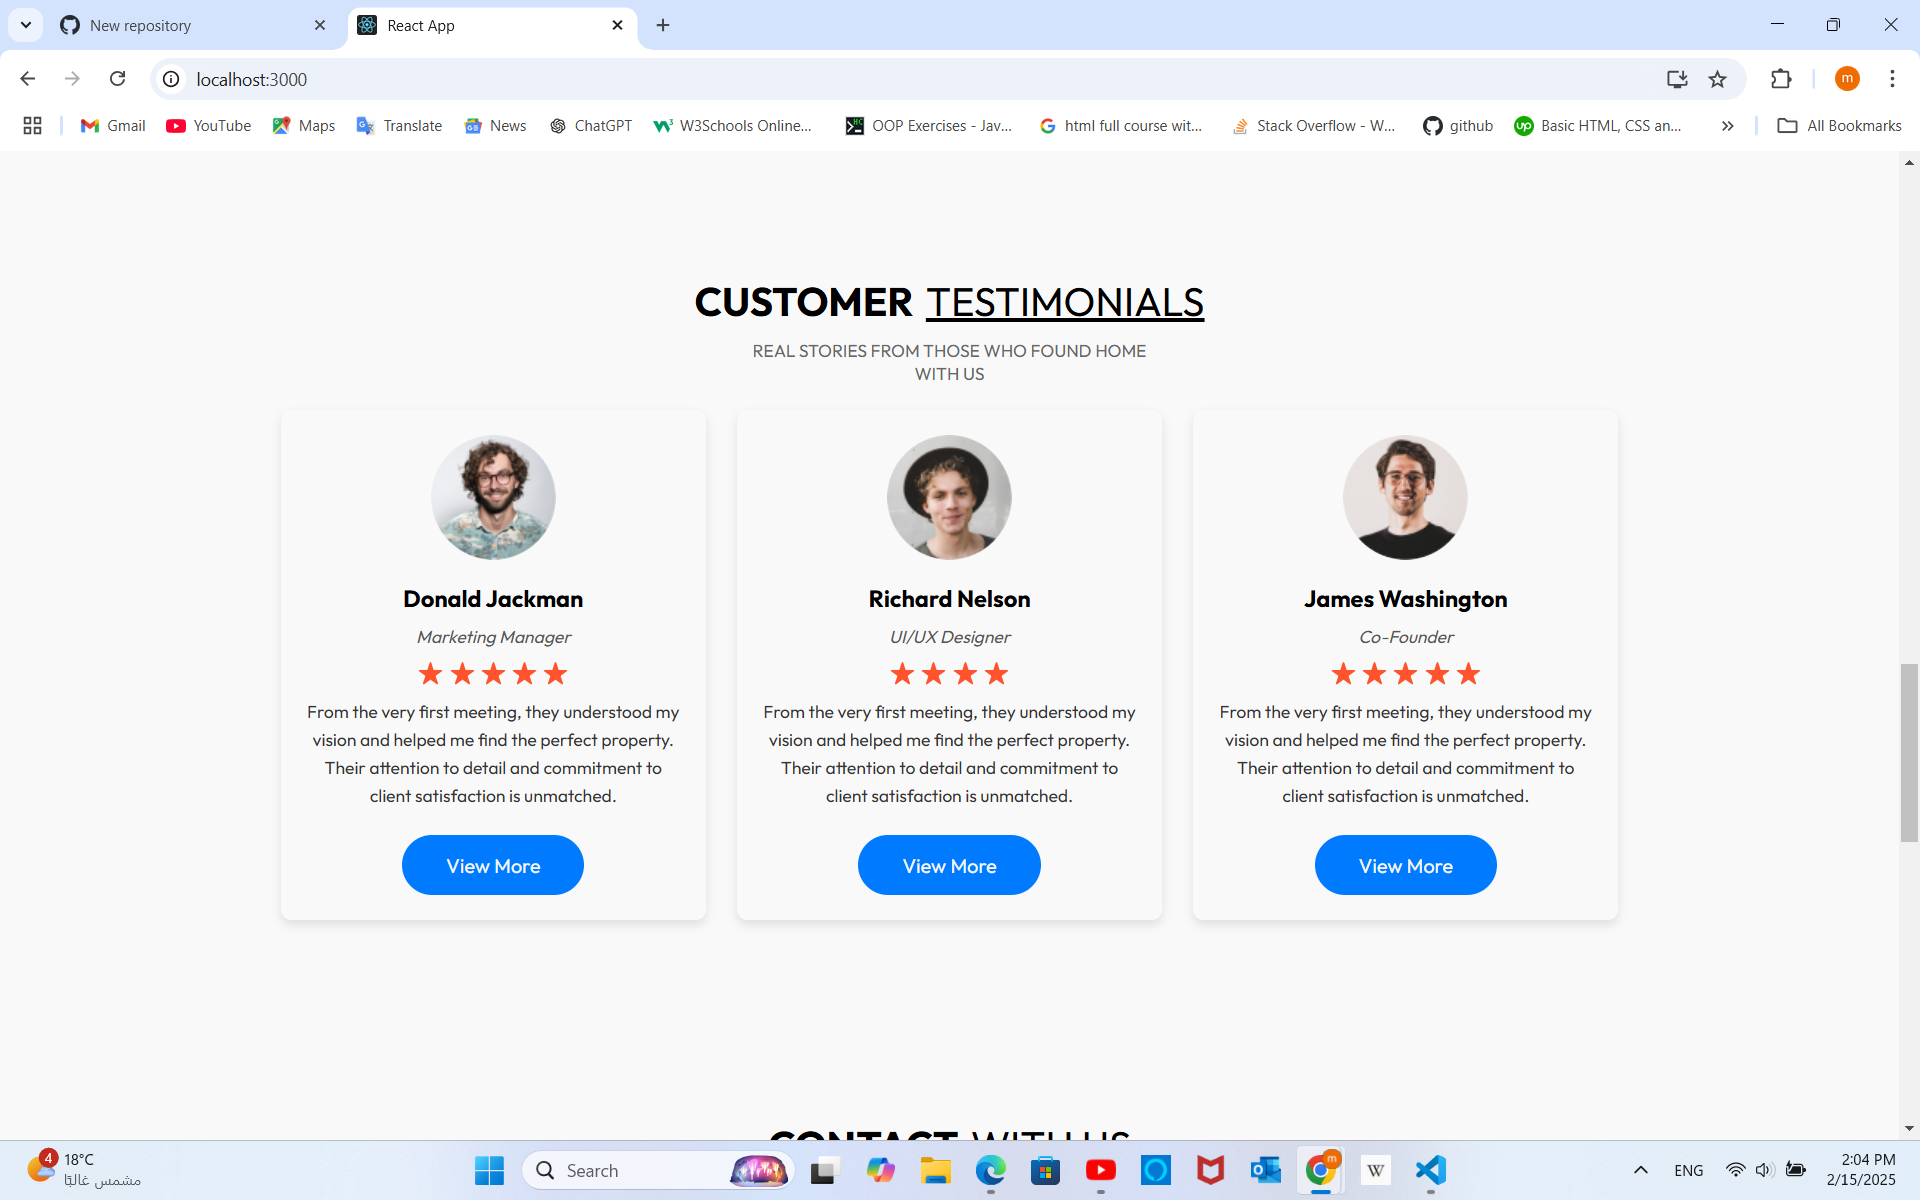 New repository
React App
localhost:3000
m
Gmail
YouTube
Maps
Translate
News
ChatGPT
W3Schools Online...
OOP Exercises - Jav...
html full course wit...
Stack Overflow - W...
github
Basic HTML, CSS an...
All Bookmarks
CUSTOMER TESTIMONIALS
REAL STORIES FROM THOSE WHO FOUND HOME
WITH US
Donald Jackman
Marketing Manager
★★★★★
From the very first meeting, they understood my
vision and helped me find the perfect property.
Their attention to detail and commitment to
client satisfaction is unmatched.
View More
Richard Nelson
UI/UX Designer
★★★★
From the very first meeting, they understood my
vision and helped me find the perfect property.
Their attention to detail and commitment to
client satisfaction is unmatched.
View More
James Washington
Co-Founder
★★★★★
From the very first meeting, they understood my
vision and helped me find the perfect property.
Their attention to detail and commitment to
client satisfaction is unmatched.
View More
CONTACT WITH US
4
18°C
مشمس غالبًا
Search
m
W
ENG
2:04 PM
2/15/2025